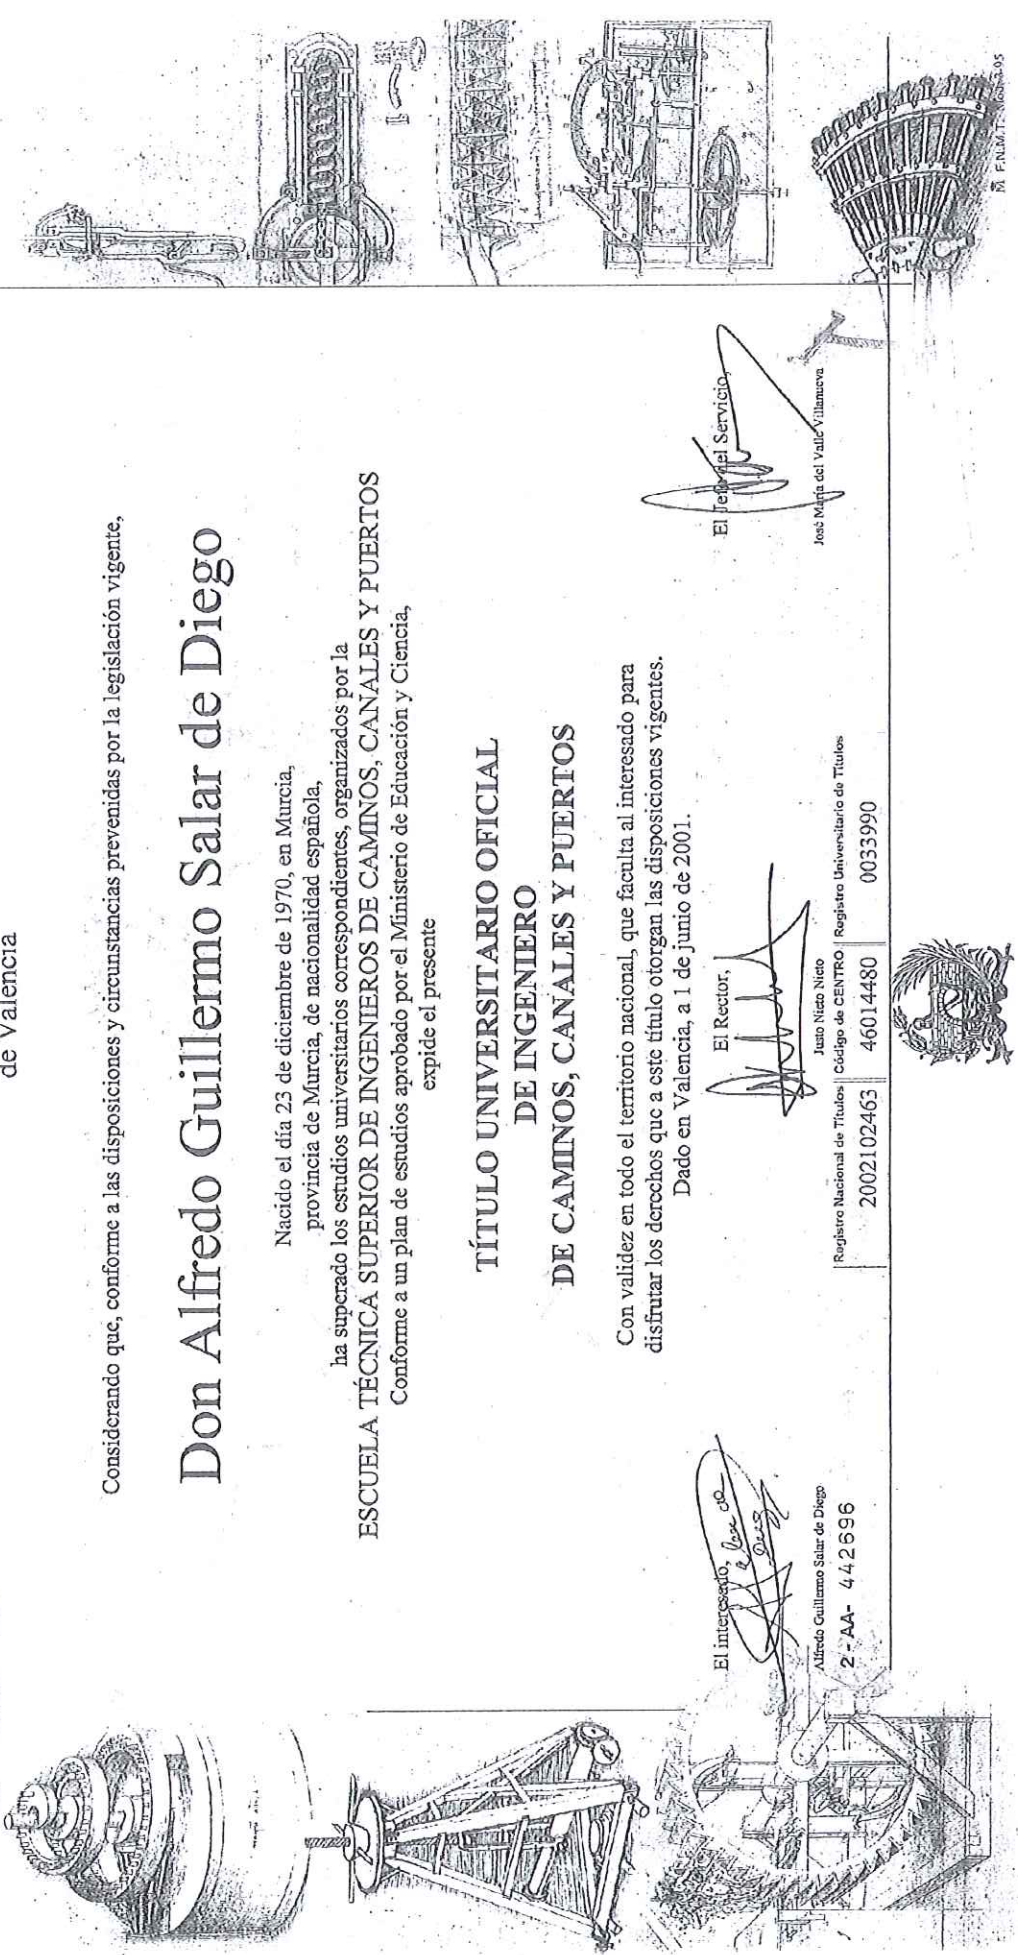 de Valencia
Considerando que, conforme a las disposiciones y circunstancias prevenidas por la legislación vigente,
Don Alfredo Guillermo Salar de Diego
Nacido el día 23 de diciembre de 1970, en Murcia,
provincia de Murcia, de nacionalidad española,
ha superado los estudios universitarios correspondientes, organizados por la
ESCUELA TÉCNICA SUPERIOR DE INGENIEROS DE CAMINOS, CANALES Y PUERTOS
Conforme a un plan de estudios aprobado por el Ministerio de Educación y Ciencia,
expide el presente
TÍTULO UNIVERSITARIO OFICIAL
DE INGENIERO
DE CAMINOS, CANALES Y PUERTOS
Con validez en todo el territorio nacional, que faculta al interesado para
disfrutar los derechos que a este título otorgan las disposiciones vigentes.
Dado en Valencia, a 1 de junio de 2001.
El interesado,
El Rector,
El Jefe del Servicio,
Alfredo Guillermo Salar de Diego
Justo Nieto Nieto
José María del Valle Villanueva
2-AA- 442696
Registro Nacional de Títulos
Código de CENTRO
Registro Universitario de Títulos
2002102463
46014480
0033990
F.N.M.T.